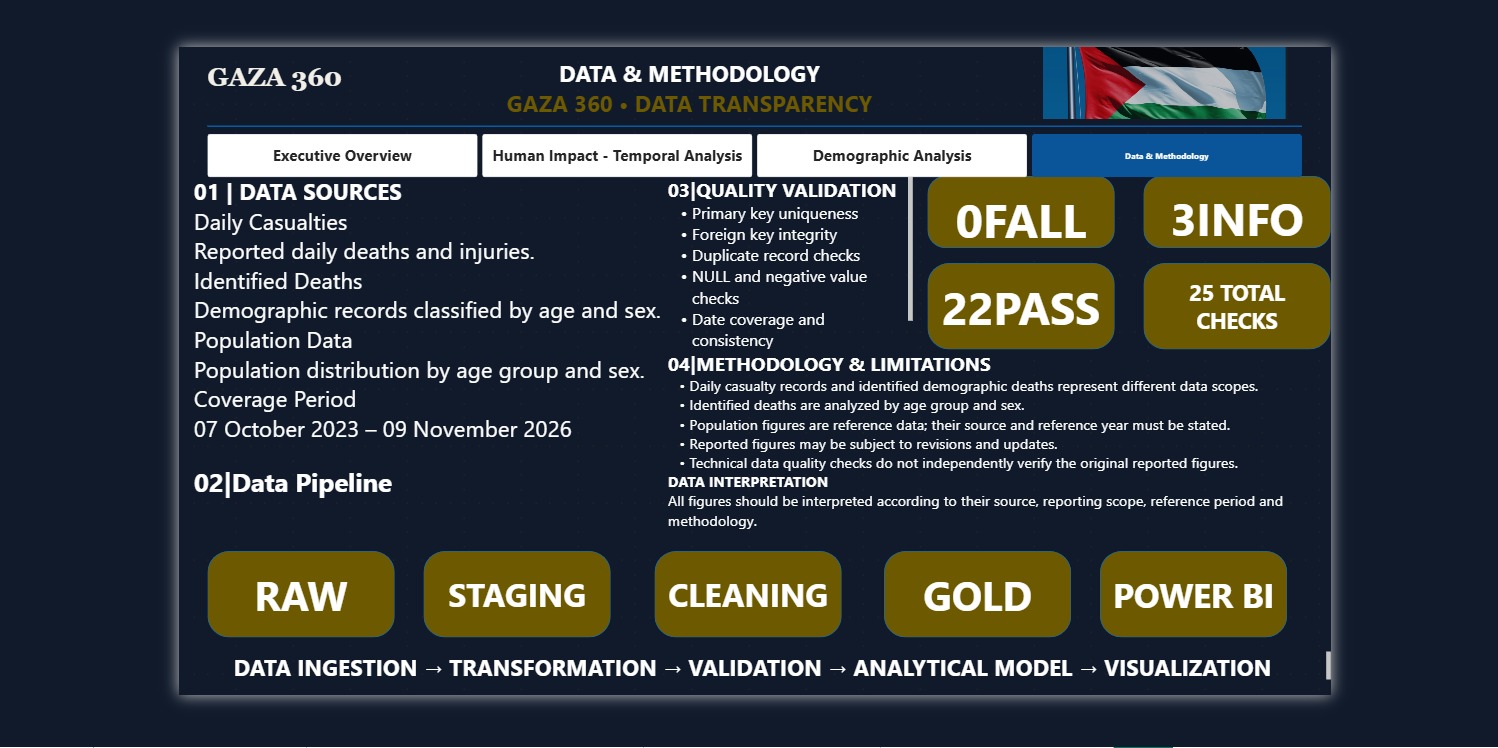 GAZA 360
DATA & METHODOLOGY
GAZA 360 • DATA TRANSPARENCY
Executive Overview
Human Impact - Temporal Analysis
Demographic Analysis
Data & Methodology
01 | DATA SOURCES
Daily Casualties
Reported daily deaths and injuries.
Identified Deaths
Demographic records classified by age and sex.
Population Data
Population distribution by age group and sex.
Coverage Period
07 October 2023 – 09 November 2026
02|Data Pipeline
03|QUALITY VALIDATION
• Primary key uniqueness
• Foreign key integrity
• Duplicate record checks
• NULL and negative value
checks
• Date coverage and
consistency
0FALL
3INFO
22PASS
25 TOTAL
CHECKS
04|METHODOLOGY & LIMITATIONS
• Daily casualty records and identified demographic deaths represent different data scopes.
• Identified deaths are analyzed by age group and sex.
• Population figures are reference data; their source and reference year must be stated.
• Reported figures may be subject to revisions and updates.
• Technical data quality checks do not independently verify the original reported figures.
DATA INTERPRETATION
All figures should be interpreted according to their source, reporting scope, reference period and
methodology.
RAW
STAGING
CLEANING
GOLD
POWER BI
DATA INGESTION → TRANSFORMATION → VALIDATION → ANALYTICAL MODEL → VISUALIZATION